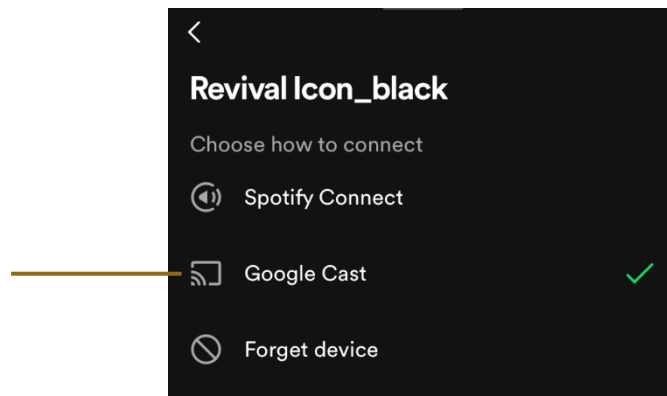 Revival Icon_black
Choose how to connect
Spotify Connect
Google Cast
Forget device